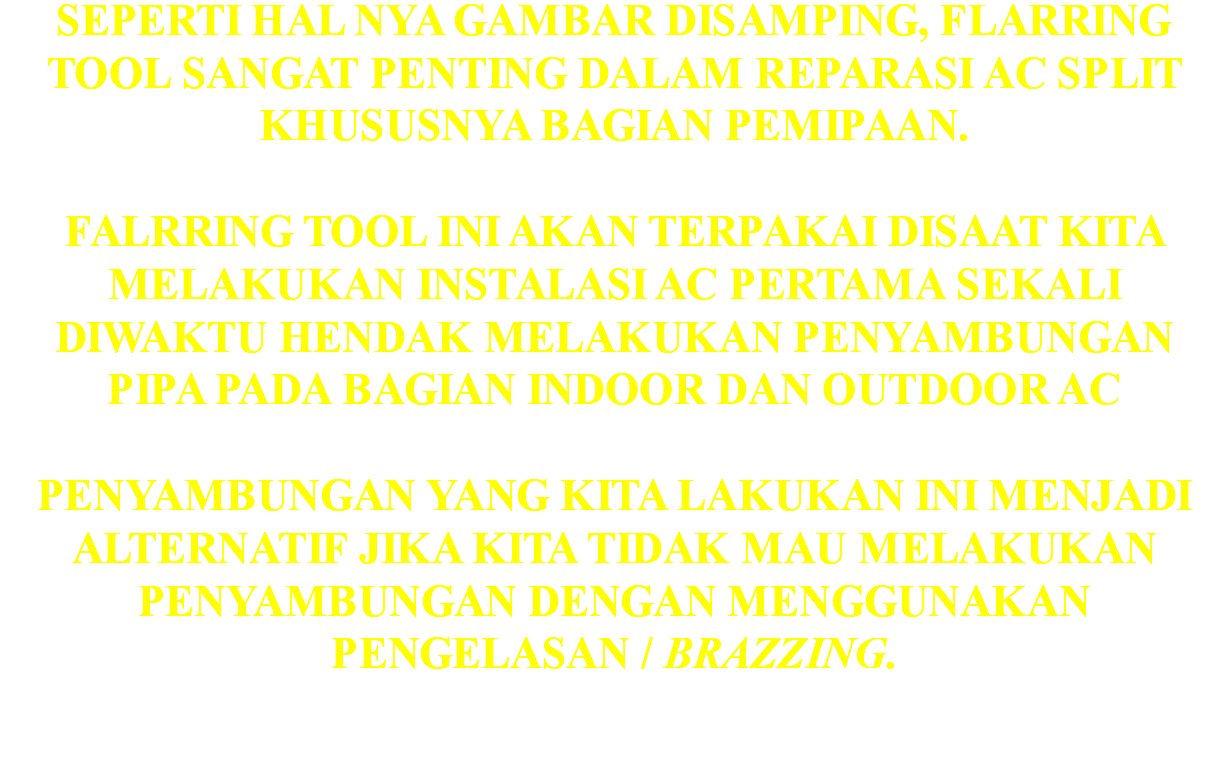 SEPERTI HAL NYA GAMBAR DISAMPING, FLARRING
TOOL SANGAT PENTING DALAM REPARASI AC SPLIT
KHUSUSNYA BAGIAN PEMIPAAN.
FALRRING TOOL INI AKAN TERPAKAI DISAAT KITA
MELAKUKAN INSTALASI AC PERTAMA SEKALI
DIWAKTU HENDAK MELAKUKAN PENYAMBUNGAN
PIPA PADA BAGIAN INDOOR DAN OUTDOOR AC
PENYAMBUNGAN YANG KITA LAKUKAN INI MENJADI
ALTERNATIF JIKA KITA TIDAK MAU MELAKUKAN
PENYAMBUNGAN DENGAN MENGGUNAKAN
PENGELASAN / BRAZZING.